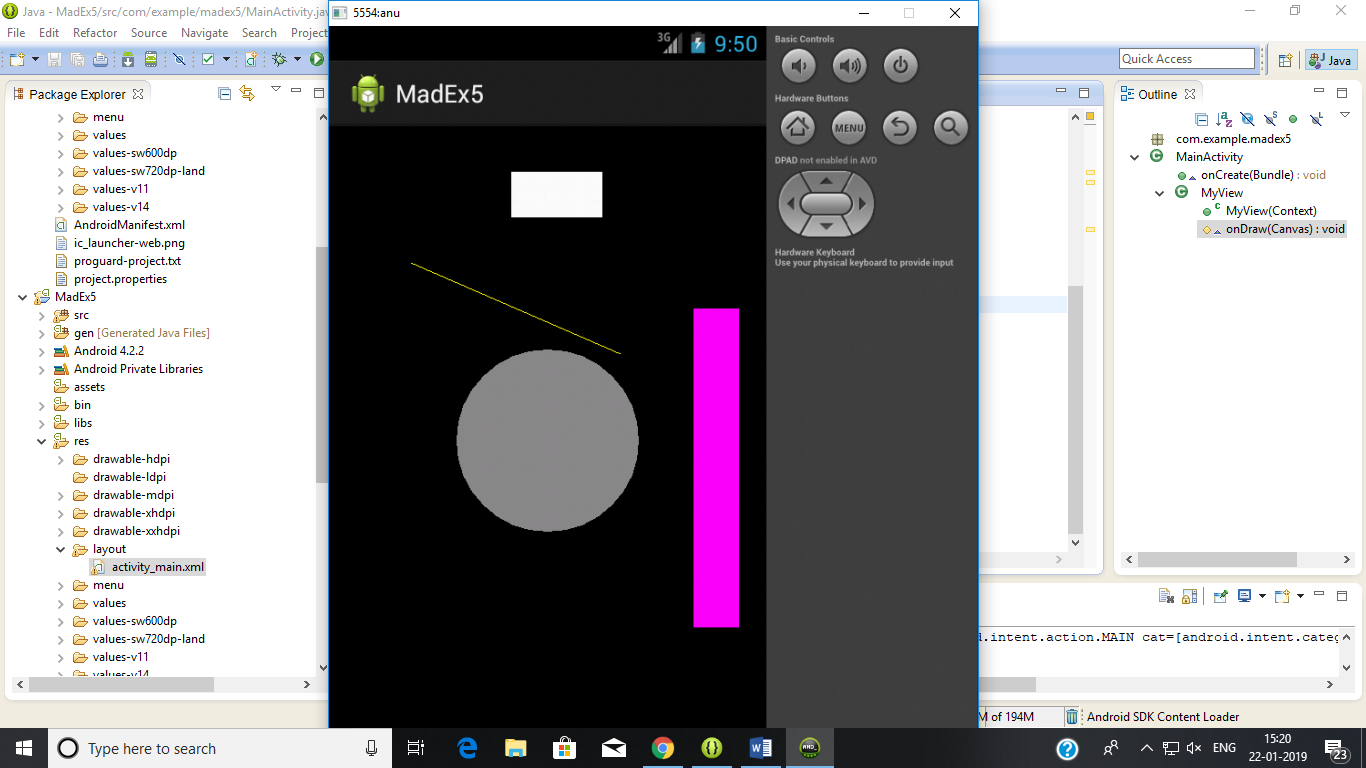 Java - MadEx5/src/com/example/madex5/MainActivity.jav
File Edit Refactor Source Navigate Search Project
Quick Access
Java
Package Explorer
menu
values
values-sw600dp
values-sw720dp-land
values-v11
values-v14
AndroidManifest.xml
ic_launcher-web.png
proguard-project.txt
project.properties
MadEx5
src
gen [Generated Java Files]
Android 4.2.2
Android Private Libraries
assets
bin
libs
res
drawable-hdpi
drawable-ldpi
drawable-mdpi
drawable-xhdpi
drawable-xxhdpi
layout
activity_main.xml
menu
values
values-sw600dp
values-sw720dp-land
values-v11
values-v14
5554:anu
3G 9:50
MadEx5
Basic Controls
Hardware Buttons
MENU
DPAD not enabled in AVD
Hardware Keyboard
Use your physical keyboard to provide input
Outline
com.example.madex5
MainActivity
onCreate(Bundle) : void
MyView
MyView(Context)
onDraw(Canvas) : void
d.intent.action.MAIN cat=[android.intent.categ
M of 194M
Android SDK Content Loader
Type here to search
ENG
15:20
22-01-2019
23